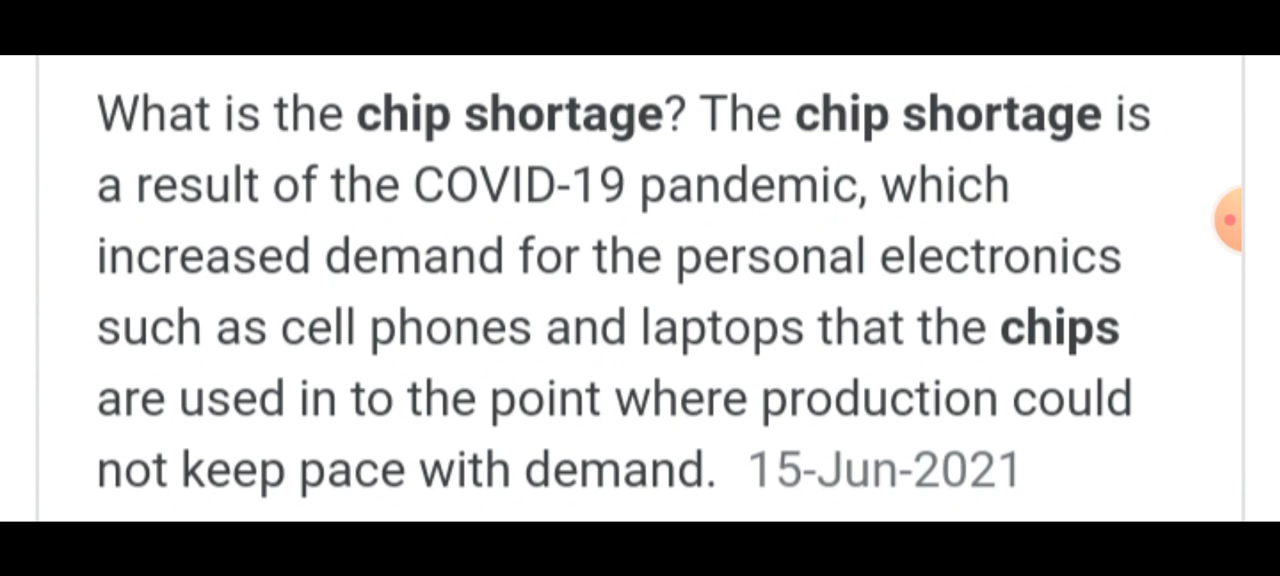 What is the chip shortage? The chip shortage is
a result of the COVID-19 pandemic, which
increased demand for the personal electronics
such as cell phones and laptops that the chips
are used in to the point where production could
not keep pace with demand. 15-Jun-2021